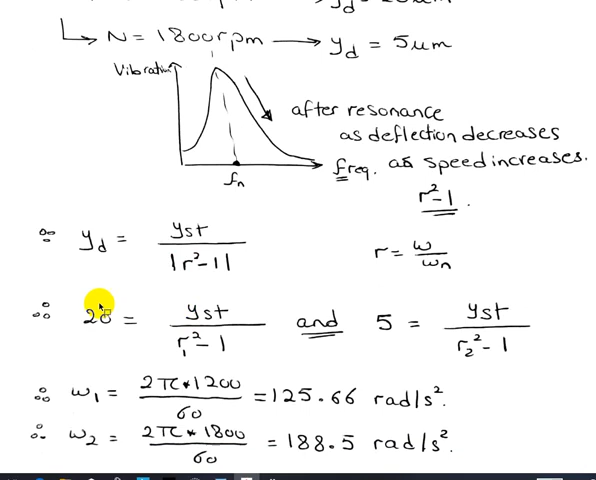 N = 1800rpm → yd = 5μm
Vibration
after resonance
as deflection decreases
freq. as speed increases.
fn
r²-1
∴ yd = yst / |r²-1|
r = ω/ωn
∴ = yst / r₁² - 1 and 5 = yst / r₂² - 1
∴ ω₁ = 2π*1200 / 60 = 125.66 rad/s².
∴ ω₂ = 2π*1800 / 60 = 188.5 rad/s².